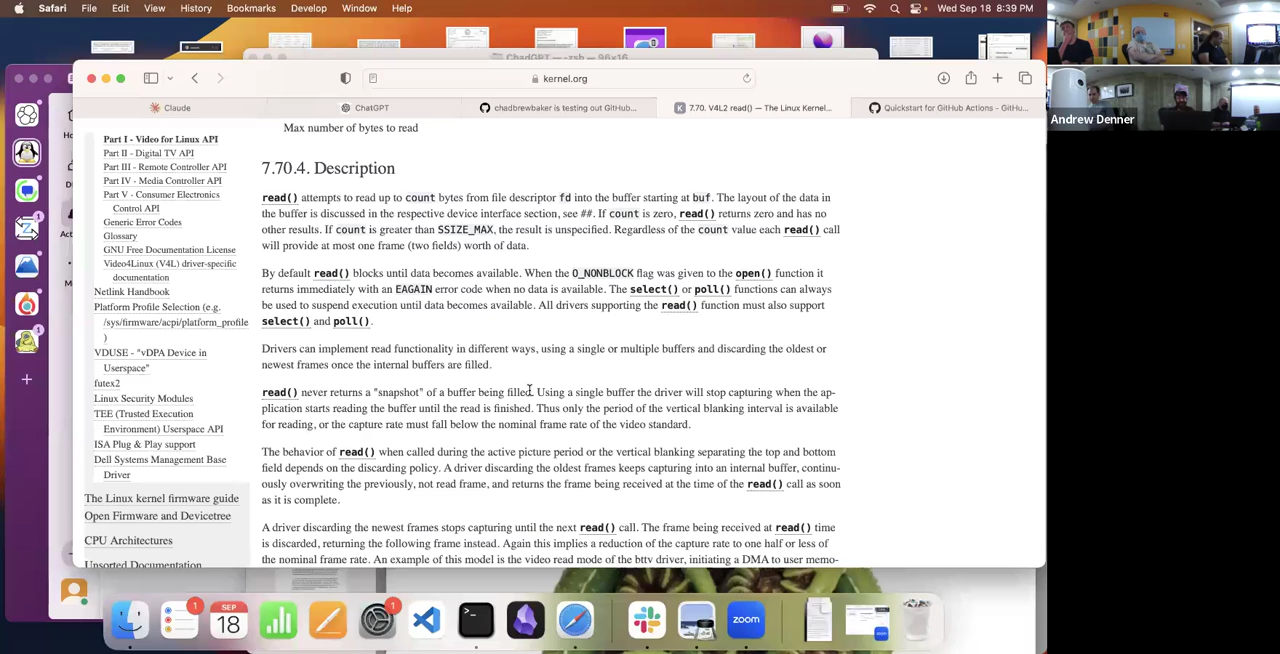 Safari File Edit View History Bookmarks Develop Window Help
Wed Sep 18 8:39 PM
ChadGPT — -zsh — 96×16
kernel.org
Claude
ChatGPT
chadbrewbaker is testing out GitHub...
7.70. V4L2 read() — The Linux Kernel...
Quickstart for GitHub Actions - GitHu...
Andrew Denner
Part I - Video for Linux API
Part II - Digital TV API
Part III - Remote Controller API
Part IV - Media Controller API
Part V - Consumer Electronics
Control API
Generic Error Codes
Glossary
GNU Free Documentation License
Video4Linux (V4L) driver-specific
documentation
Netlink Handbook
Platform Profile Selection (e.g.
/sys/firmware/acpi/platform_profile
)
VDUSE - "vDPA Device in
Userspace"
futex2
Linux Security Modules
TEE (Trusted Execution
Environment) Userspace API
ISA Plug & Play support
Dell Systems Management Base
Driver
The Linux kernel firmware guide
Open Firmware and Devicetree
CPU Architectures
Unsorted Documentation
Max number of bytes to read
7.70.4. Description
read() attempts to read up to count bytes from file descriptor fd into the buffer starting at buf. The layout of the data in
the buffer is discussed in the respective device interface section, see ##. If count is zero, read() returns zero and has no
other results. If count is greater than SSIZE_MAX, the result is unspecified. Regardless of the count value each read() call
will provide at most one frame (two fields) worth of data.
By default read() blocks until data becomes available. When the O_NONBLOCK flag was given to the open() function it
returns immediately with an EAGAIN error code when no data is available. The select() or poll() functions can always
be used to suspend execution until data becomes available. All drivers supporting the read() function must also support
select() and poll().
Drivers can implement read functionality in different ways, using a single or multiple buffers and discarding the oldest or
newest frames once the internal buffers are filled.
read() never returns a "snapshot" of a buffer being filled. Using a single buffer the driver will stop capturing when the ap-
plication starts reading the buffer until the read is finished. Thus only the period of the vertical blanking interval is available
for reading, or the capture rate must fall below the nominal frame rate of the video standard.
The behavior of read() when called during the active picture period or the vertical blanking separating the top and bottom
field depends on the discarding policy. A driver discarding the oldest frames keeps capturing into an internal buffer, continu-
ously overwriting the previously, not read frame, and returns the frame being received at the time of the read() call as soon
as it is complete.
A driver discarding the newest frames stops capturing until the next read() call. The frame being received at read() time
is discarded, returning the following frame instead. Again this implies a reduction of the capture rate to one half or less of
the nominal frame rate. An example of this model is the video read mode of the bttv driver, initiating a DMA to user memo-
1
SEP
18
1
zoom